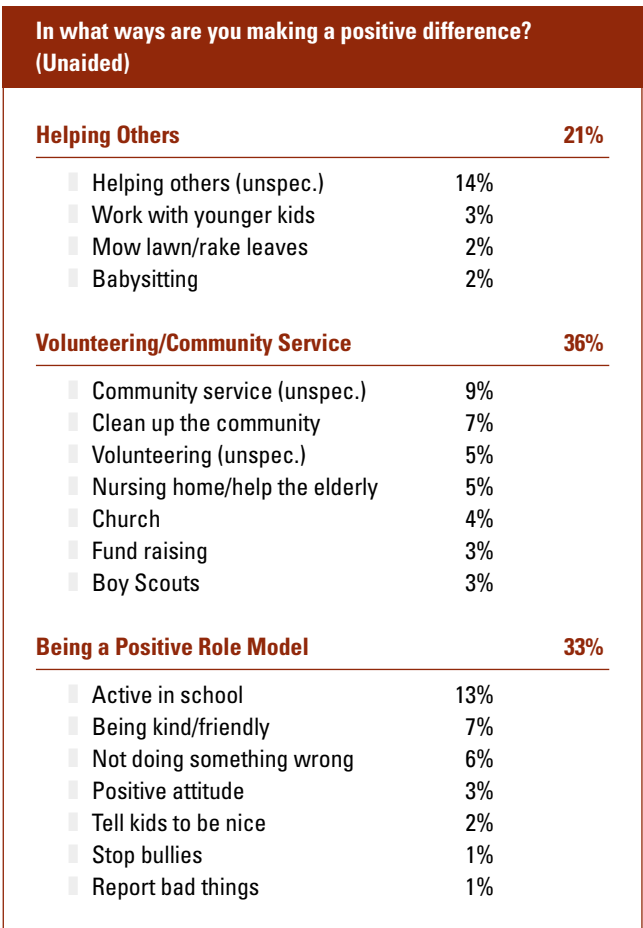 In what ways are you making a positive difference?
(Unaided)
Helping Others 21%
Helping others (unspec.) 14%
Work with younger kids 3%
Mow lawn/rake leaves 2%
Babysitting 2%
Volunteering/Community Service 36%
Community service (unspec.) 9%
Clean up the community 7%
Volunteering (unspec.) 5%
Nursing home/help the elderly 5%
Church 4%
Fund raising 3%
Boy Scouts 3%
Being a Positive Role Model 33%
Active in school 13%
Being kind/friendly 7%
Not doing something wrong 6%
Positive attitude 3%
Tell kids to be nice 2%
Stop bullies 1%
Report bad things 1%